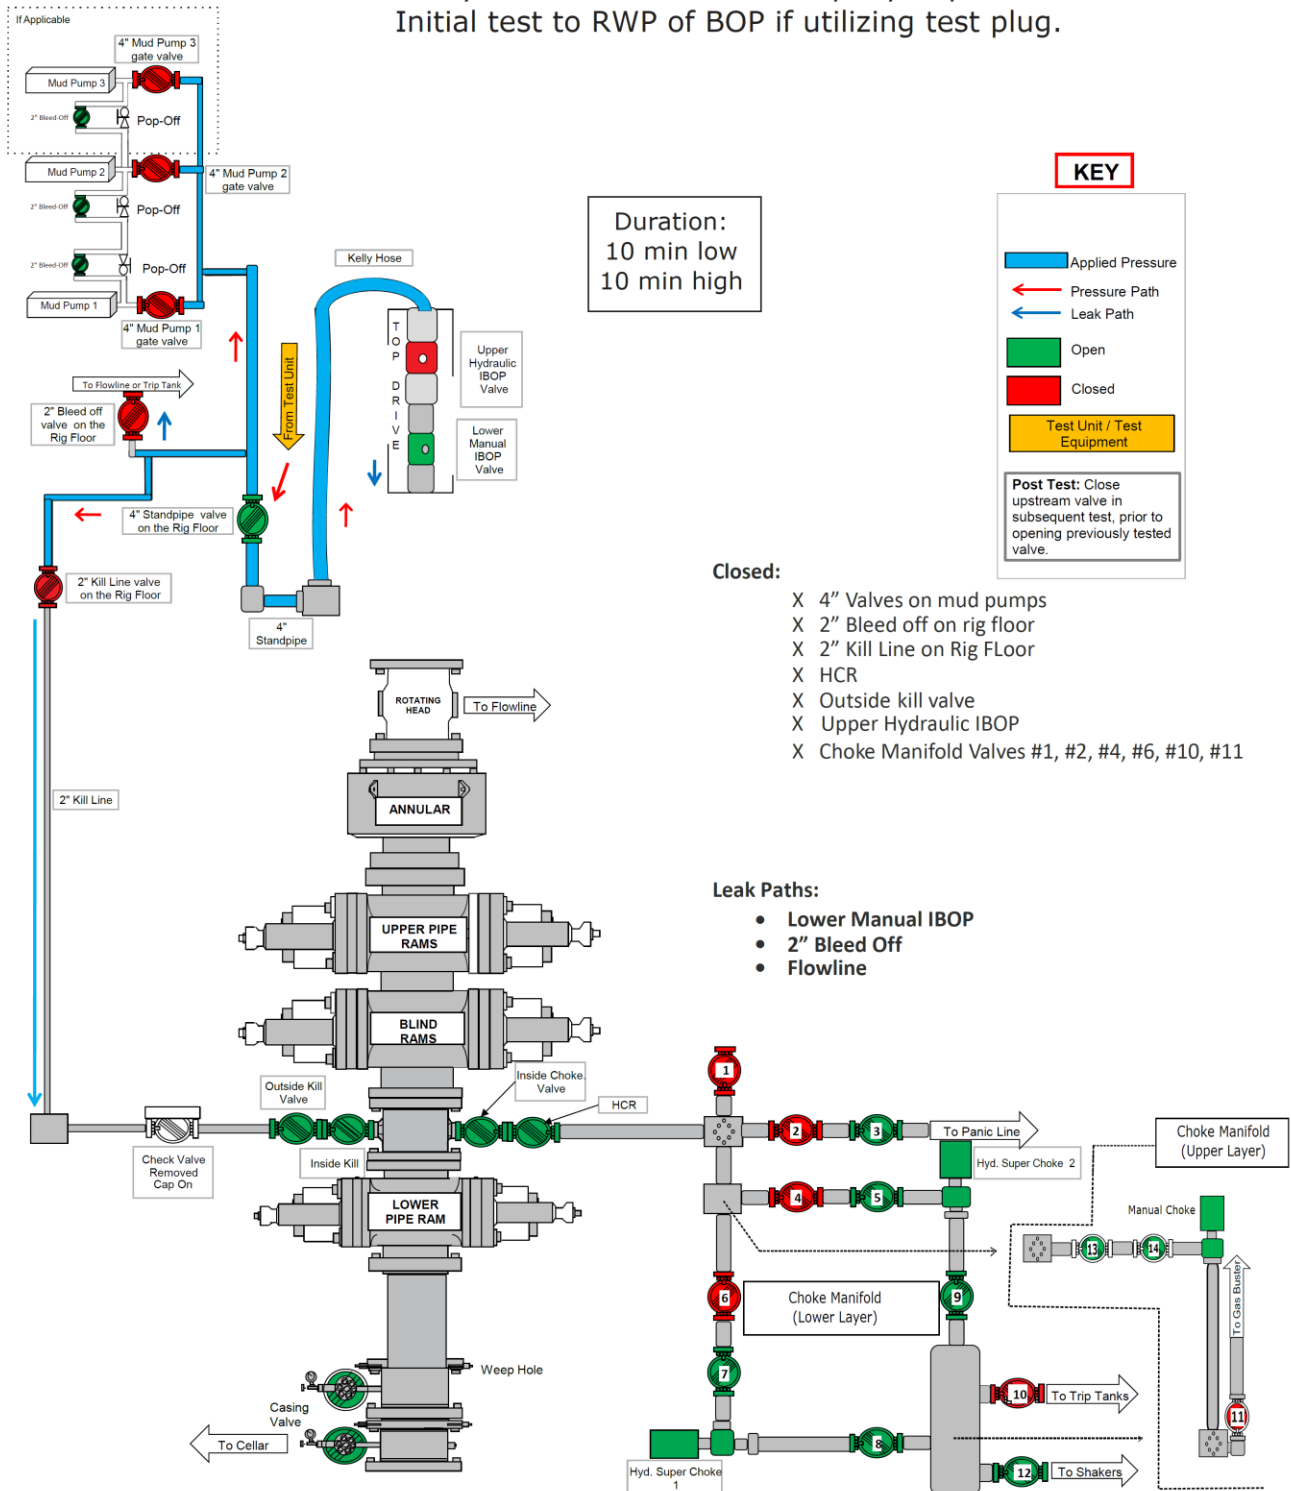 Initial test to RWP of BOP if utilizing test plug.
If Applicable
4" Mud Pump 3
gate valve
Mud Pump 3
2" Bleed-Off
Pop-Off
Mud Pump 2
4" Mud Pump 2
gate valve
2" Bleed-Off
Pop-Off
2" Bleed-Off
Pop-Off
Mud Pump 1
4" Mud Pump 1
gate valve
Duration:
10 min low
10 min high
KEY
Applied Pressure
Pressure Path
Leak Path
Open
Closed
Test Unit / Test
Equipment
Post Test: Close
upstream valve in
subsequent test, prior to
opening previously tested
valve.
Kelly Hose
TOP DRIVE
Upper
Hydraulic
IBOP
Valve
Lower
Manual
IBOP
Valve
From Test Unit
To Flowline or Trip Tank
2" Bleed off
valve on the
Rig Floor
4" Standpipe valve
on the Rig Floor
2" Kill Line valve
on the Rig Floor
4"
Standpipe
Closed:
X 4" Valves on mud pumps
X 2" Bleed off on rig floor
X 2" Kill Line on Rig FLoor
X HCR
X Outside kill valve
X Upper Hydraulic IBOP
X Choke Manifold Valves #1, #2, #4, #6, #10, #11
ROTATING
HEAD
To Flowline
2" Kill Line
ANNULAR
Leak Paths:
• Lower Manual IBOP
• 2" Bleed Off
• Flowline
UPPER PIPE
RAMS
BLIND
RAMS
Outside Kill
Valve
Inside Choke.
Valve
HCR
Check Valve
Removed
Cap On
Inside Kill
LOWER
PIPE RAM
1
2
3
To Panic Line
Hyd. Super Choke 2
Choke Manifold
(Upper Layer)
4
5
Manual Choke
13
14
6
Choke Manifold
(Lower Layer)
9
To Gas Buster
7
Weep Hole
Casing
Valve
To Cellar
10
To Trip Tanks
11
8
Hyd. Super Choke
1
12
To Shakers